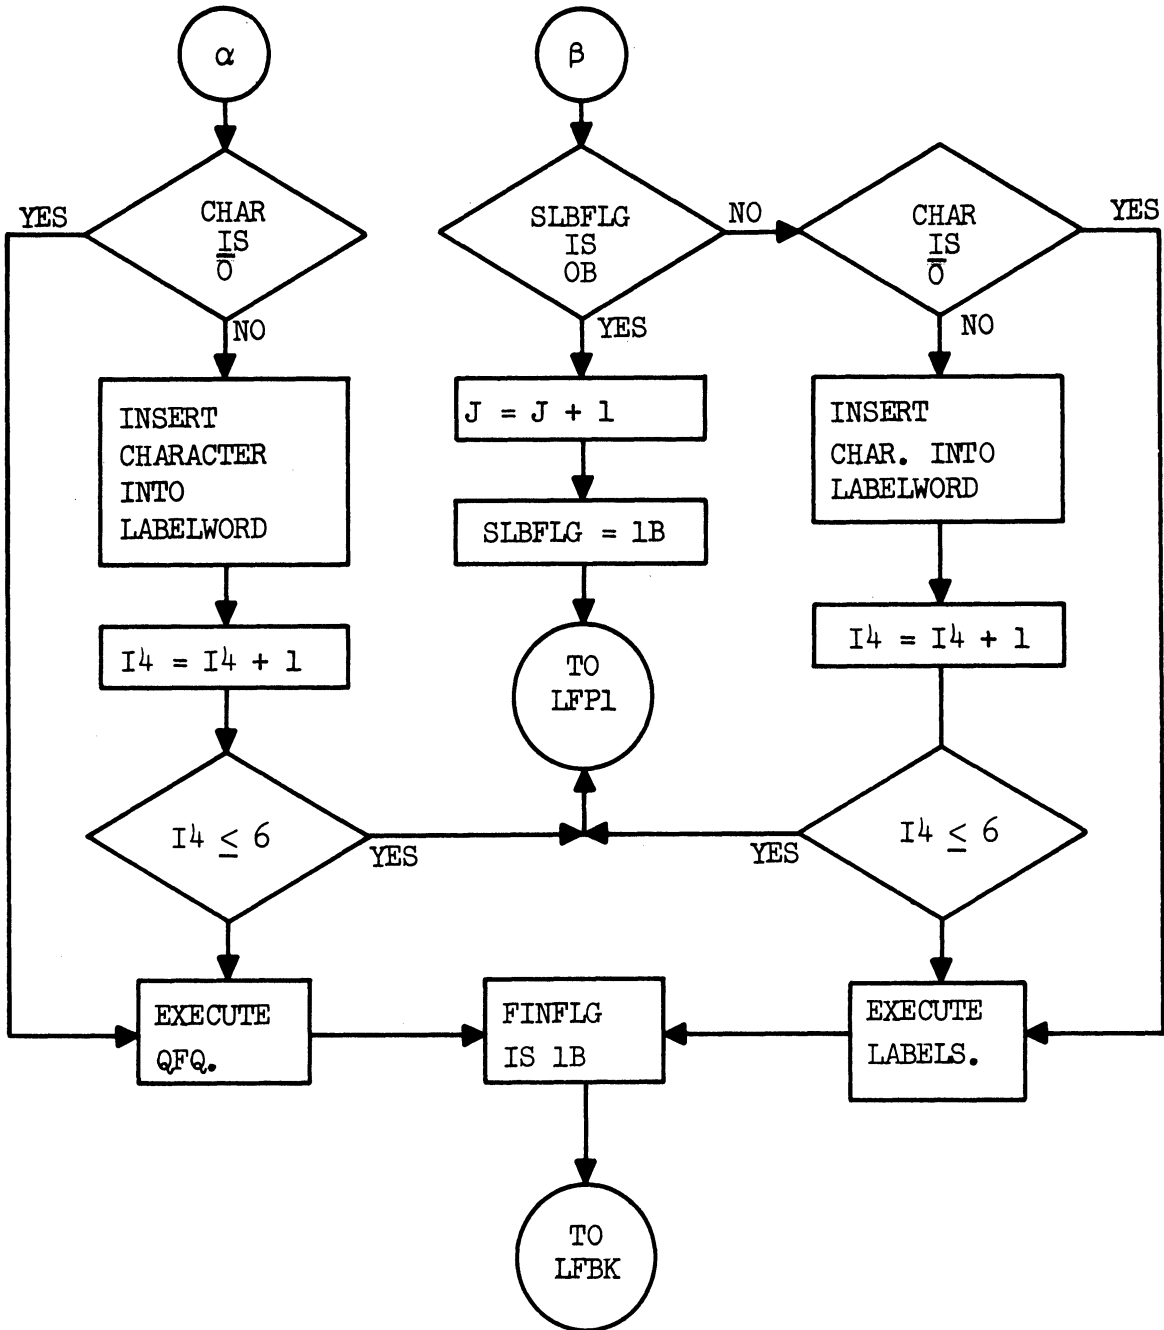 α
β
YES
CHAR
IS
0̅
NO
INSERT
CHARACTER
INTO
LABELWORD
I4 = I4 + 1
I4 ≤ 6
YES
EXECUTE
QFQ.
SLBFLG
IS
0B
NO
YES
J = J + 1
SLBFLG = 1B
TO
LFP1
CHAR
IS
0̅
YES
NO
INSERT
CHAR. INTO
LABELWORD
I4 = I4 + 1
I4 ≤ 6
YES
EXECUTE
LABELS.
FINFLG
IS 1B
TO
LFBK